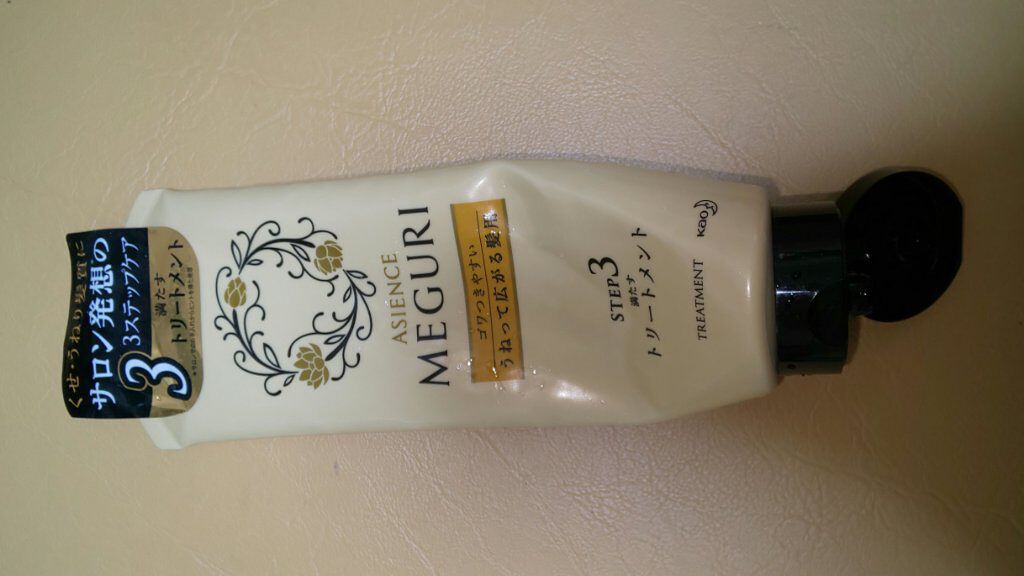 くせ・うねり髪質に
サロン発想の
3ステップケア
3
満たす
トリートメント
ASIENCE
MEGURI
ゴワつきやすい
うねって広がる髪用
STEP3
満たす
トリートメント
TREATMENT
Kao